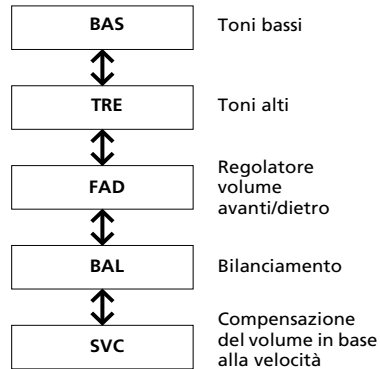 BAS
Toni bassi
TRE
Toni alti
FAD
Regolatore
volume
avanti/dietro
BAL
Bilanciamento
SVC
Compensazione
del volume in base
alla velocità